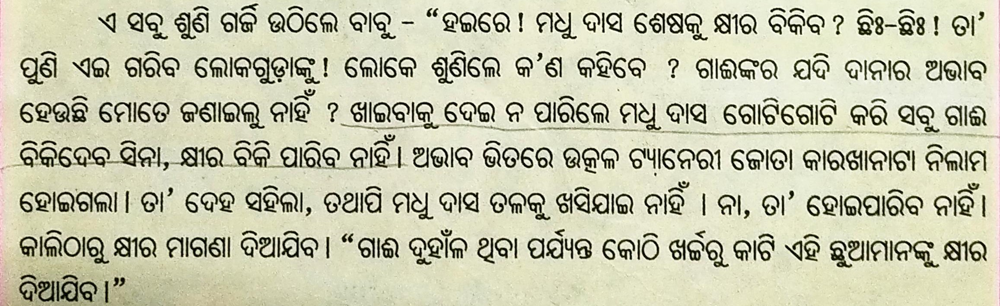 ଏ ସବୁ ଶୁଣି ଗର୍ଜି ଉଠିଲେ ବାବୁ – “ହଇରେ! ମଧୁ ଦାସ ଶେଷକୁ କ୍ଷୀର ବିକିବ? ଛିଃ-ଛିଃ! ତା’
ପୁଣି ଏଇ ଗରିବ ଲୋକଗୁଡ଼ାଙ୍କୁ! ଲୋକେ ଶୁଣିଲେ କ’ଣ କହିବେ ? ଗାଈଙ୍କର ଯଦି ଦାନାର ଅଭାବ
ହେଉଛି ମୋତେ ଜଣାଇଲୁ ନାହିଁ ? ଖାଇବାକୁ ଦେଇ ନ ପାରିଲେ ମଧୁ ଦାସ ଗୋଟିଗୋଟି କରି ସବୁ ଗାଈ
ବିକିଦେବ ସିନା, କ୍ଷୀର ବିକି ପାରିବ ନାହିଁ। ଅଭାବ ଭିତରେ ଉତ୍କଳ ଟ୍ୟାନେରୀ ଜୋତା କାରଖାନାଟା ନିଲାମ
ହୋଇଗଲା। ତା’ ଦେହ ସହିଲା, ତଥାପି ମଧୁ ଦାସ ତଳକୁ ଖସିଯାଇ ନାହିଁ । ନା, ତା’ ହୋଇପାରିବ ନାହିଁ।
କାଲିଠାରୁ କ୍ଷୀର ମାଗଣା ଦିଆଯିବ। “ଗାଈ ଦୁହାଁଳ ଥିବା ପର୍ଯ୍ୟନ୍ତ କୋଠି ଖର୍ଚ୍ଚରୁ କାଟି ଏହି ଛୁଆମାନଙ୍କୁ କ୍ଷୀର
ଦିଆଯିବ।”